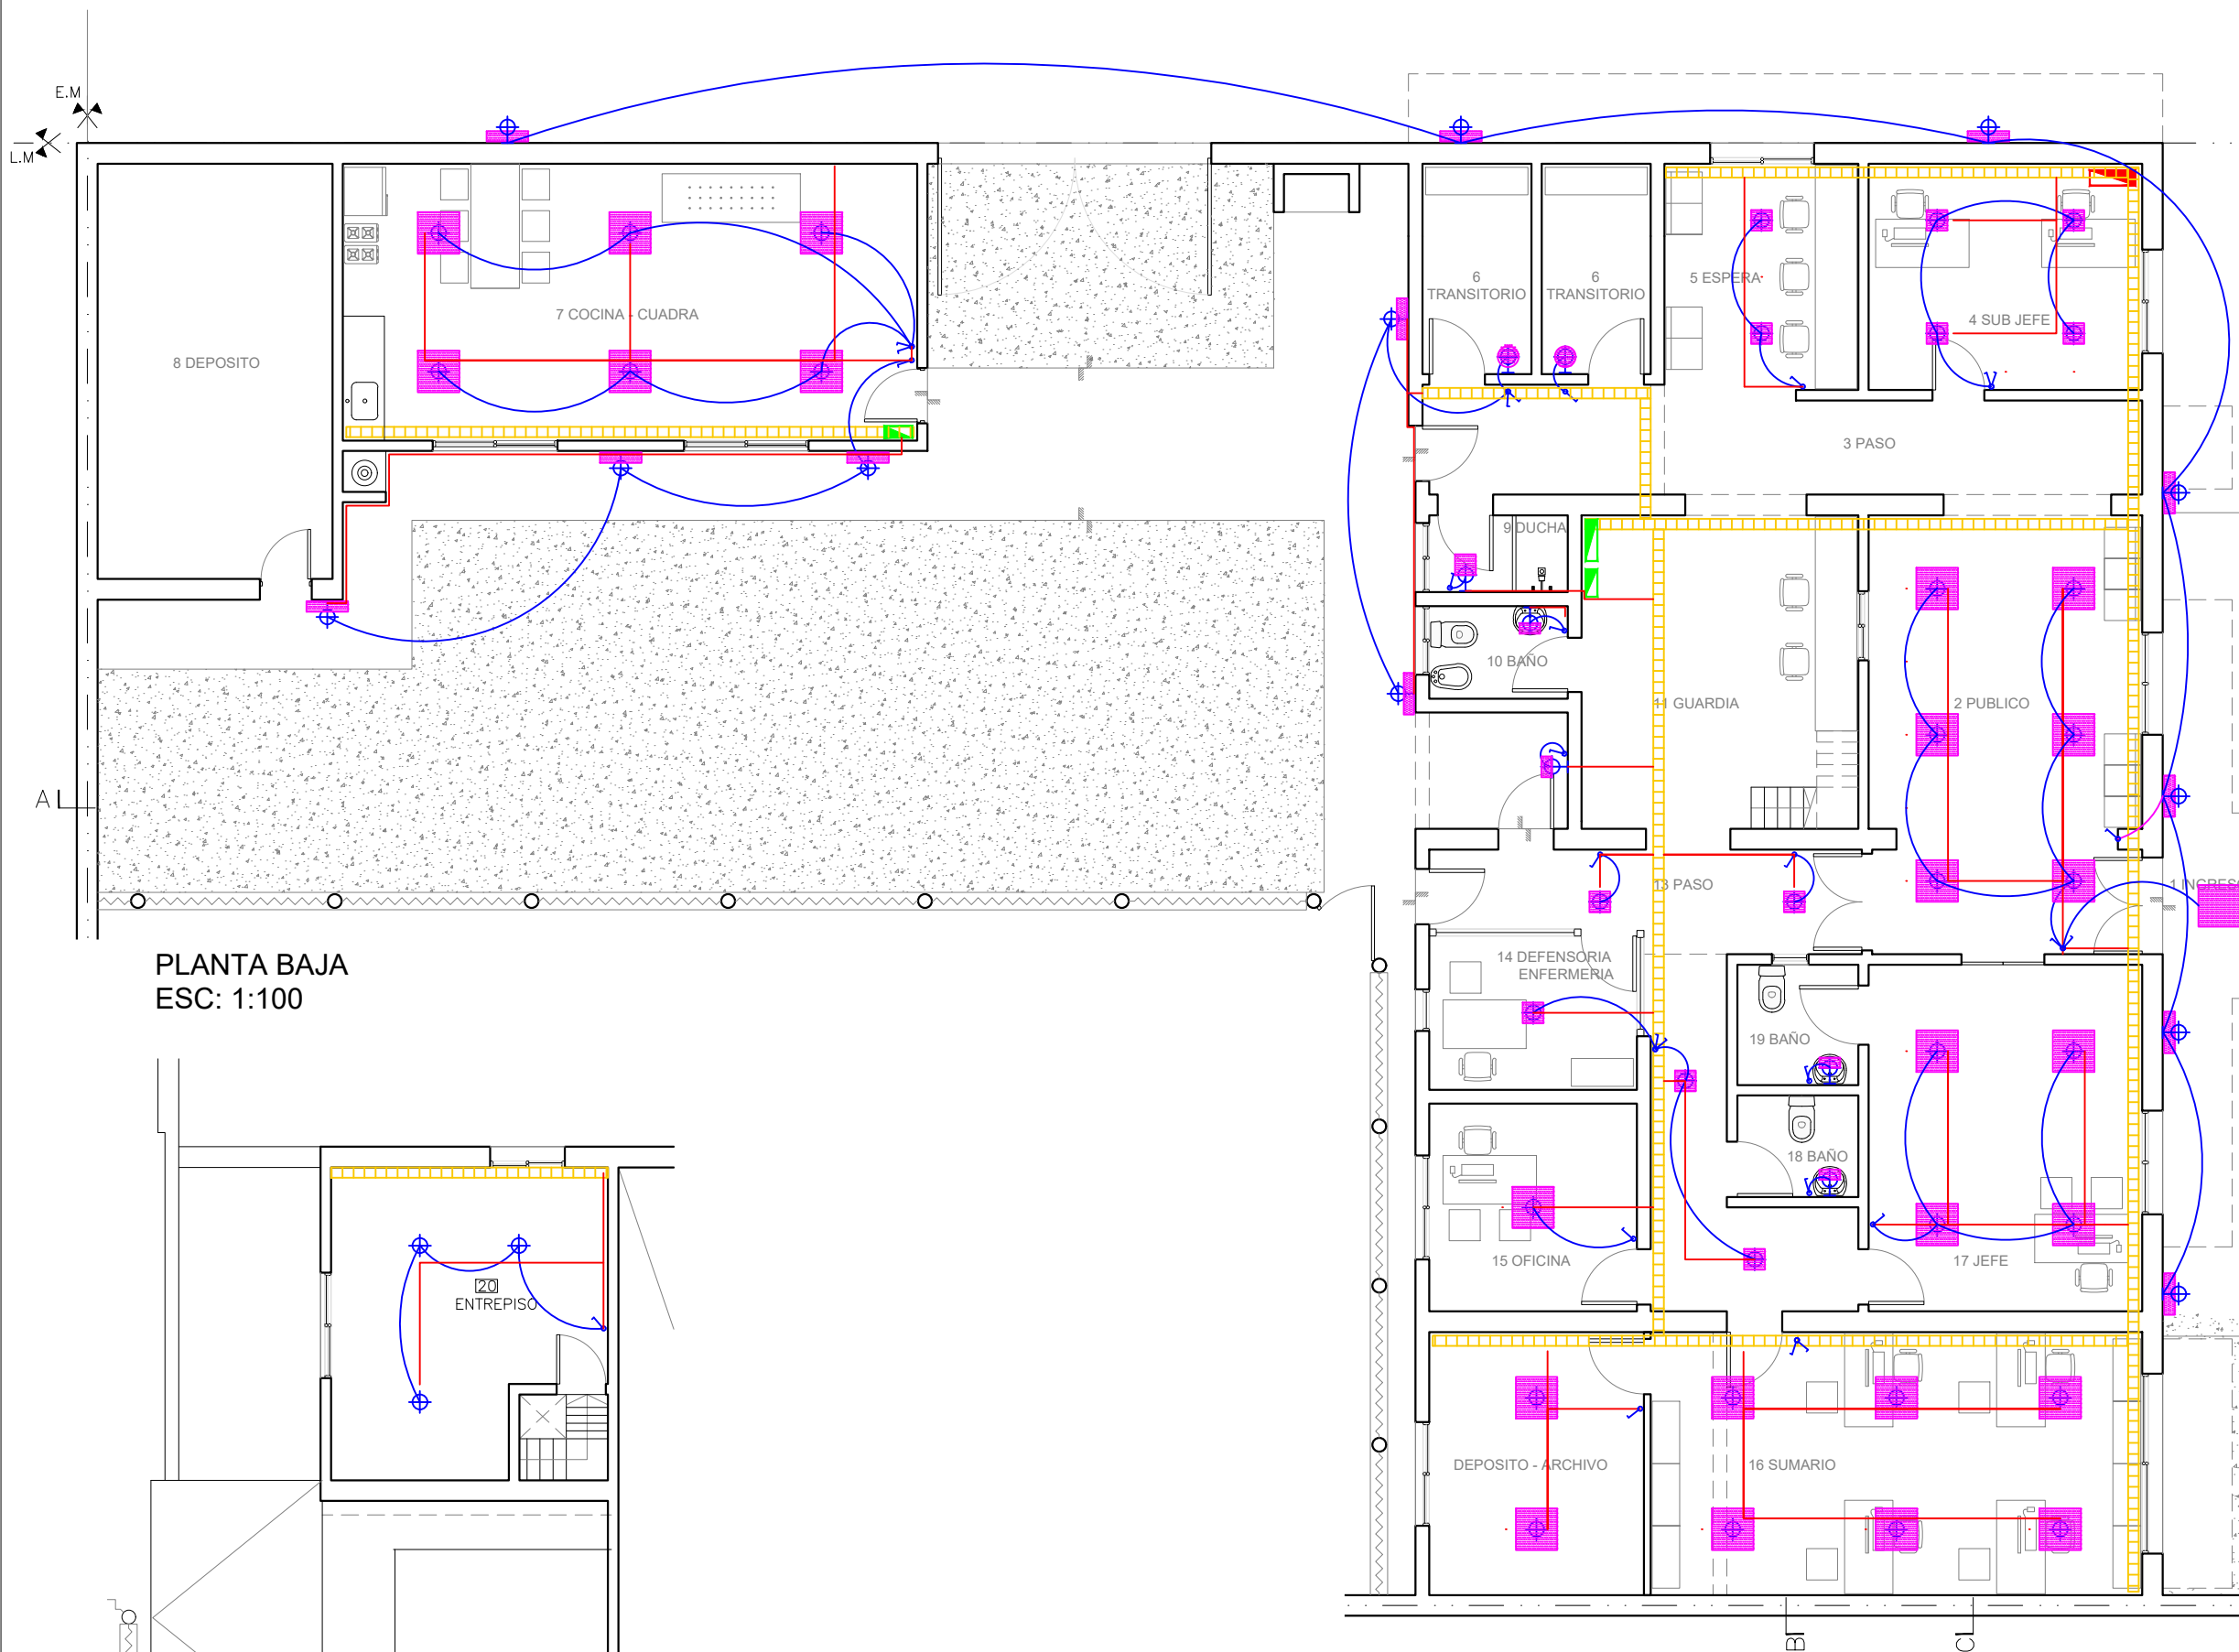 E.M
L.M
6
TRANSITORIO
6
TRANSITORIO
5 ESPERA
4 SUB JEFE
7 COCINA - CUADRA
8 DEPOSITO
3 PASO
9 DUCHA
10 BAÑO
11 GUARDIA
2 PUBLICO
A
13 PASO
1 INGRESO
PLANTA BAJA
ESC: 1:100
14 DEFENSORIA
ENFERMERIA
19 BAÑO
18 BAÑO
15 OFICINA
17 JEFE
20
ENTREPISO
DEPOSITO - ARCHIVO
16 SUMARIO
B
C